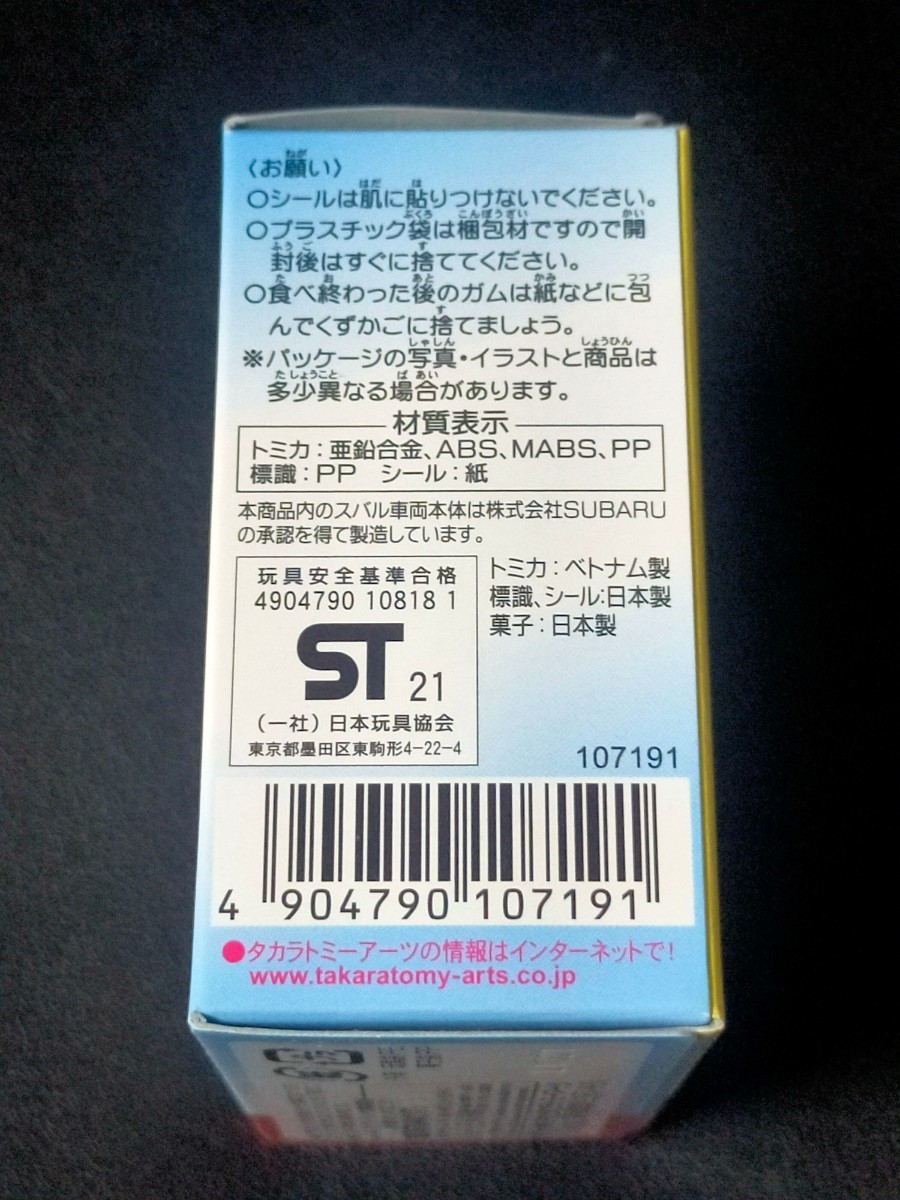 〈お願い〉
○シールは肌に貼りつけないでください。
○プラスチック袋は梱包材ですので開
封後はすぐに捨ててください。
○食べ終わった後のガムは紙などに包
んでくずかごに捨てましょう。
※パッケージの写真・イラストと商品は
多少異なる場合があります。
材質表示
トミカ：亜鉛合金、ABS、MABS、PP
標識：PP シール：紙
本商品内のスバル車両本体は株式会社SUBARU
の承認を得て製造しています。
玩具安全基準合格
4904790 10818 1
ST 21
（一社）日本玩具協会
東京都墨田区東駒形4-22-4
トミカ：ベトナム製
標識、シール：日本製
菓子：日本製
107191
4 904790 107191
●タカラトミーアーツの情報はインターネットで！
www.takaratomy-arts.co.jp